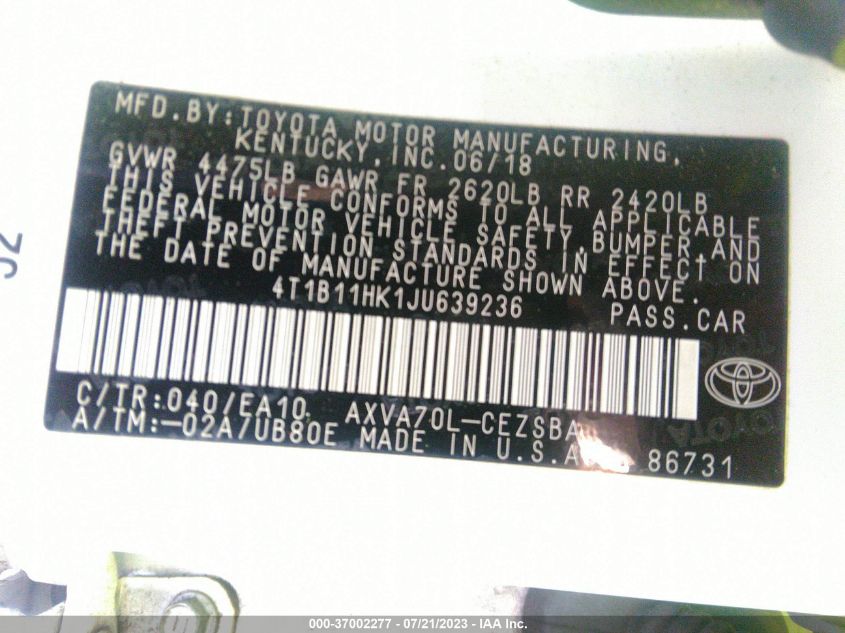 MFD.BY:TOYOTA MOTOR MANUFACTURING,
KENTUCKY,INC.06/18
GVWR 4475LB GAWR FR 2620LB RR 2420LB
THIS VEHICLE CONFORMS TO ALL APPLICABLE
FEDERAL MOTOR VEHICLE SAFETY,BUMPER,AND
THEFT PREVENTION STANDARDS IN EFFECT ON
THE DATE OF MANUFACTURE SHOWN ABOVE.
4T1B11HK1JU639236 PASS.CAR
C/TR:040/EA10 AXVA70L-CEZSBA
A/TM:-02A/UB80E MADE IN U.S.A 86731
TOYOTA
000-37002277 - 07/21/2023 - IAA Inc.